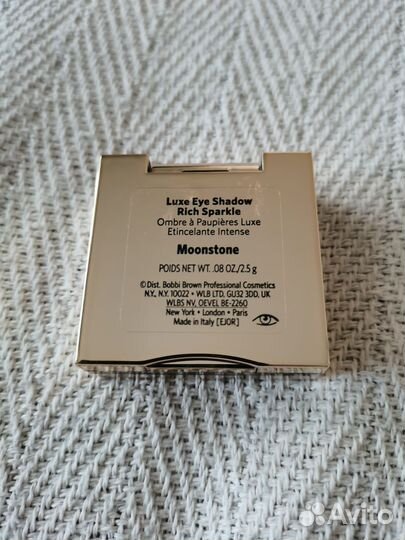 Luxe Eye Shadow
Rich Sparkle
Ombre à Paupières Luxe
Etincelante Intense
Moonstone
POIDS NET WT. .08 OZ./2.5 g
© Dist. Bobbi Brown Professional Cosmetics
N.Y., N.Y. 10022 • WLB LTD, GU32 3DD, UK
WLBS NV, OEVEL BE-2260
New York • London • Paris
Made in Italy [EJOR]
Avito